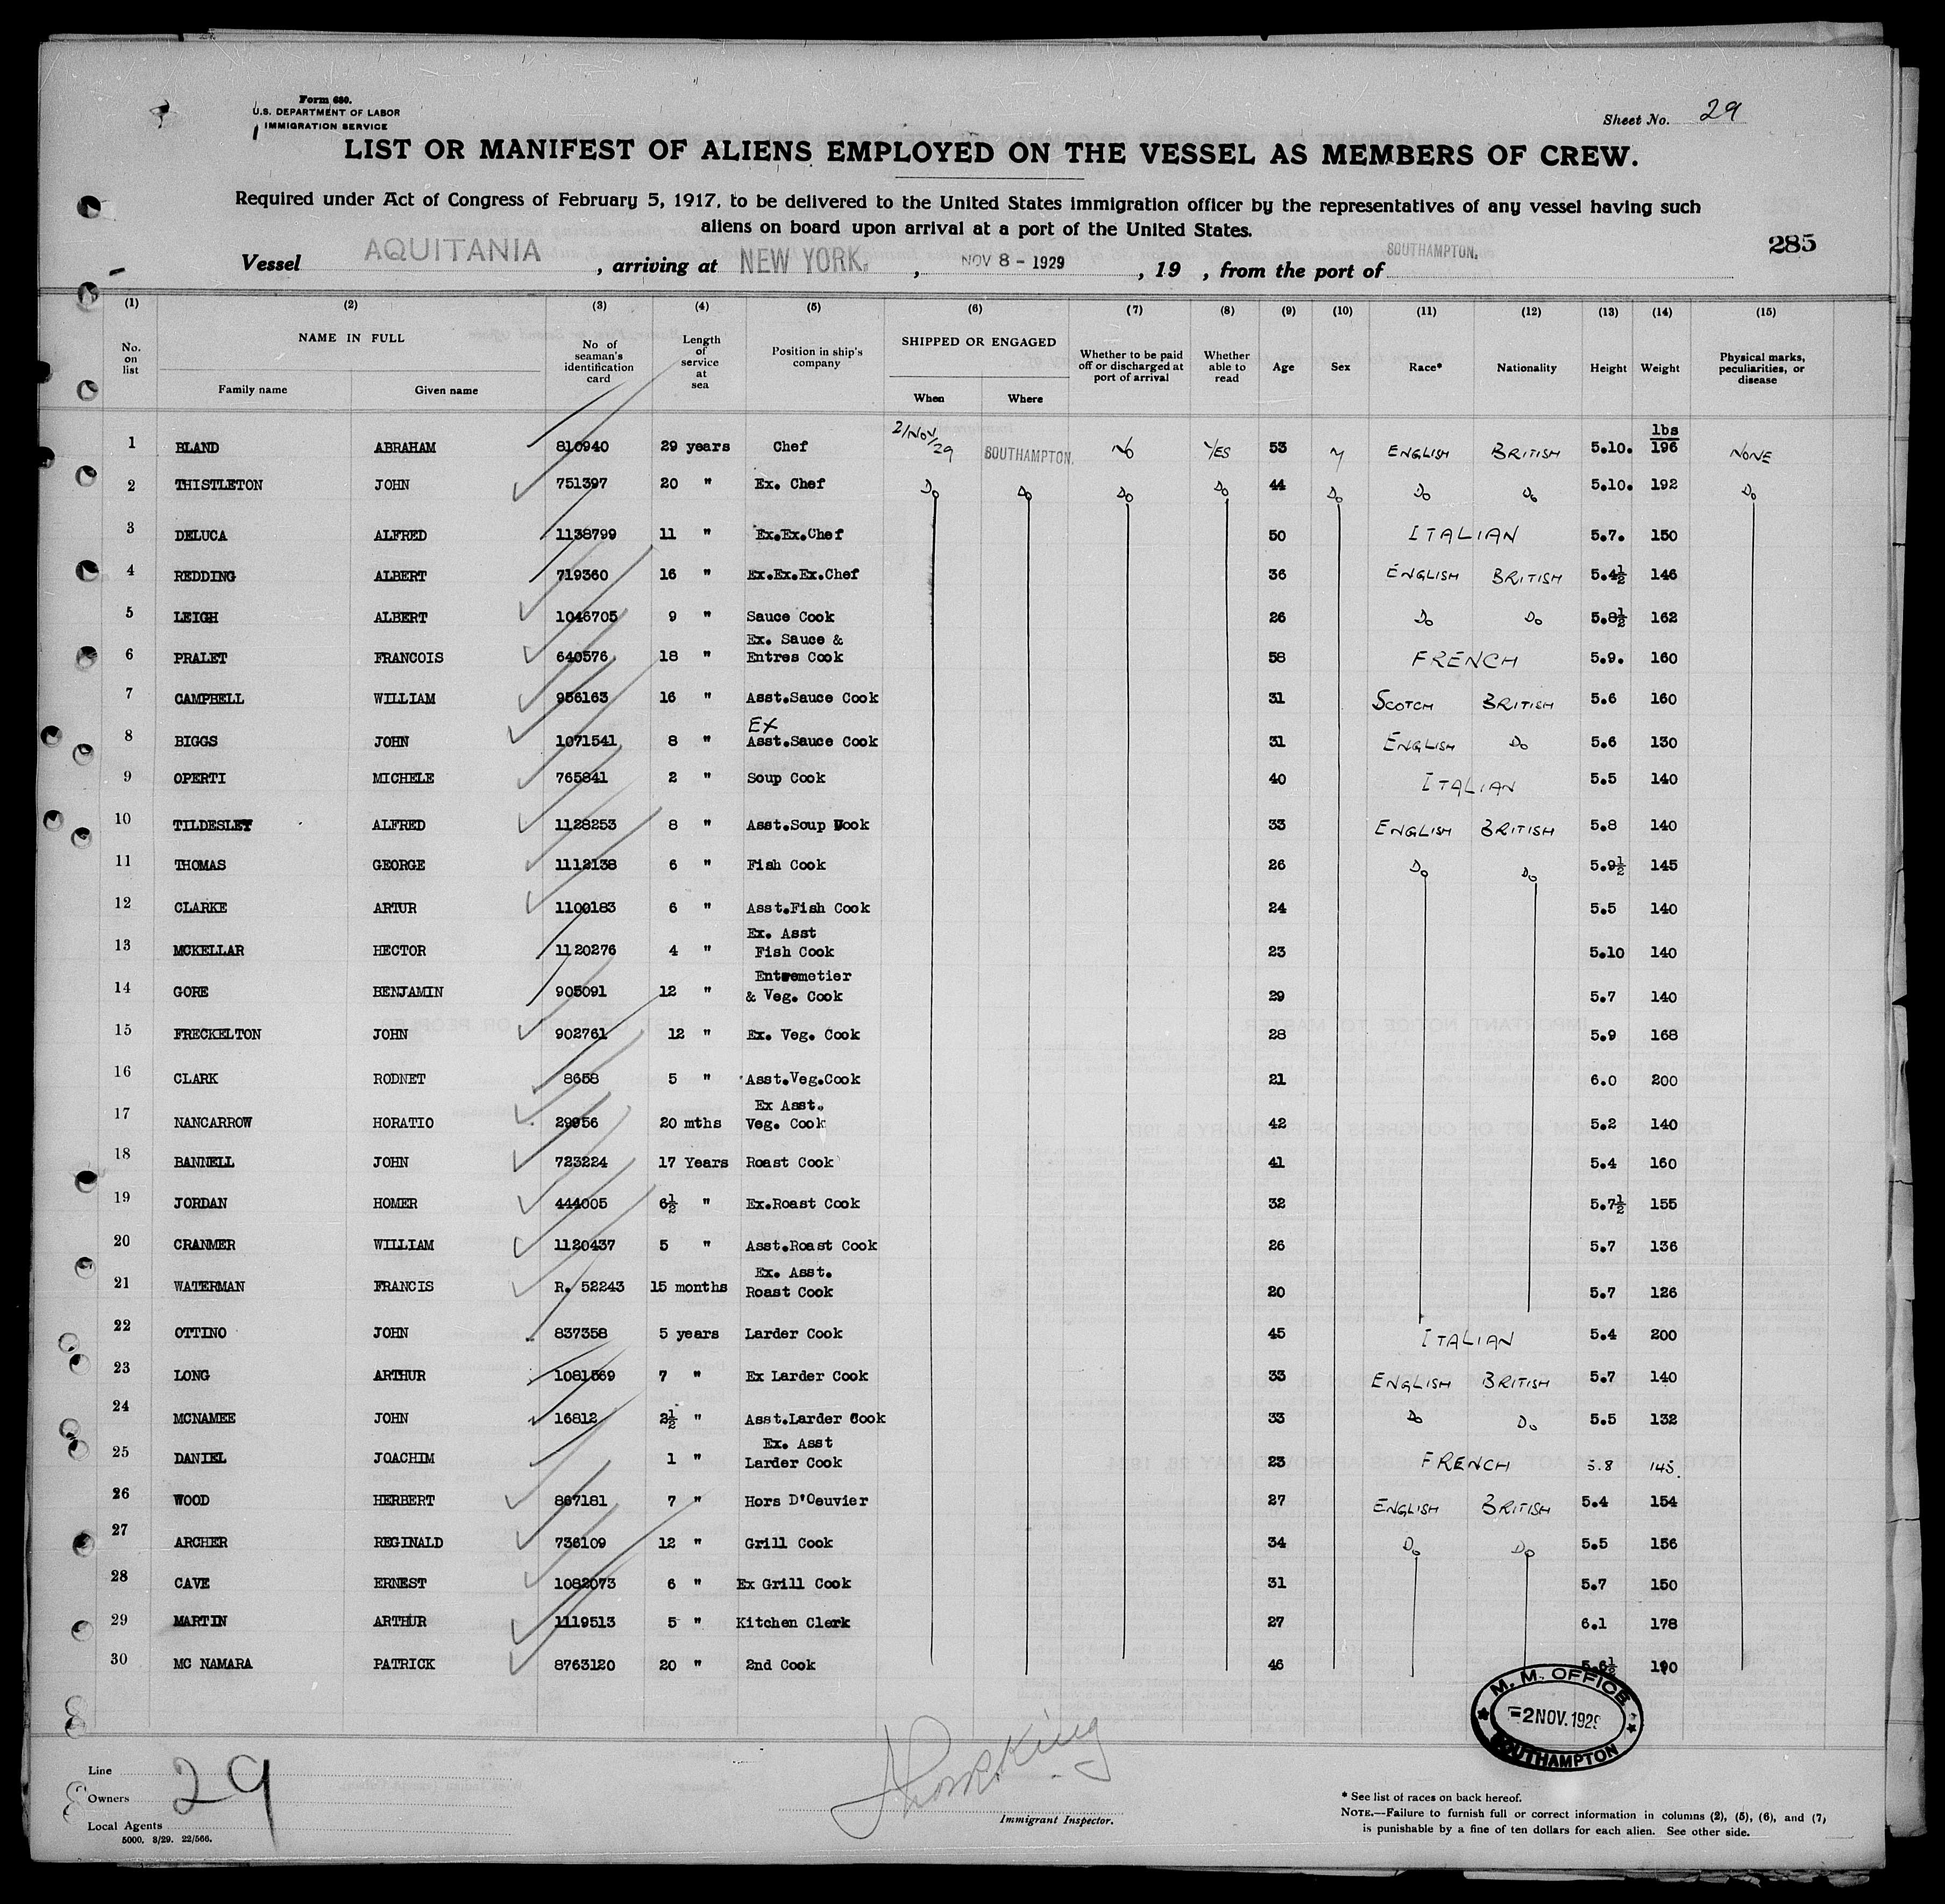 Form 680.
U.S. DEPARTMENT OF LABOR
IMMIGRATION SERVICE
Sheet No. 29
LIST OR MANIFEST OF ALIENS EMPLOYED ON THE VESSEL AS MEMBERS OF CREW.
Required under Act of Congress of February 5, 1917, to be delivered to the United States immigration officer by the representatives of any vessel having such
aliens on board upon arrival at a port of the United States.
285
Vessel AQUITANIA, arriving at NEW YORK, NOV 8 - 1929, 19 , from the port of SOUTHAMPTON.
(1) (2) (3) (4) (5) (6) (7) (8) (9) (10) (11) (12) (13) (14) (15)
No. on list NAME IN FULL Family name Given name No of seaman's identification card Length of service at sea Position in ship's company SHIPPED OR ENGAGED When Where Whether to be paid off or discharged at port of arrival Whether able to read Age Sex Race* Nationality Height Weight Physical marks, peculiarities, or disease
lbs
1 BLAND ABRAHAM 810940 29 years Chef 2/Nov/29 SOUTHAMPTON. No YES 53 M ENGLISH BRITISH 5.10. 196 NONE
2 THISTLETON JOHN 751397 20 " Ex. Chef Do Do Do Do 44 Do Do Do 5.10. 192 Do
3 DELUCA ALFRED 1138799 11 " Ex.Ex.Chef 50 ITALIAN 5.7. 150
4 REDDING ALBERT 719360 16 " Ex.Ex.Ex.Chef 36 ENGLISH BRITISH 5.4½ 146
5 LEIGH ALBERT 1046705 9 " Sauce Cook 26 Do Do 5.8½ 162
6 PRALET FRANCOIS 640576 18 " Ex. Sauce & Entres Cook 58 FRENCH 5.9. 160
7 CAMPBELL WILLIAM 956163 16 " Asst.Sauce Cook 31 SCOTCH BRITISH 5.6 160
8 BIGGS JOHN 1071541 8 " EX Asst.Sauce Cook 31 ENGLISH Do 5.6 130
9 OPERTI MICHELE 765841 2 " Soup Cook 40 ITALIAN 5.5 140
10 TILDESLEY ALFRED 1128253 8 " Asst.Soup Cook 33 ENGLISH BRITISH 5.8 140
11 THOMAS GEORGE 1112138 6 " Fish Cook 26 Do Do 5.9½ 145
12 CLARKE ARTUR 1100183 6 " Asst.Fish Cook 24 5.5 140
13 MCKELLAR HECTOR 1120276 4 " Ex. Asst Fish Cook 23 5.10 140
14 GORE BENJAMIN 905091 12 " Entremetier & Veg. Cook 29 5.7 140
15 FRECKELTON JOHN 902761 12 " Ex. Veg. Cook 28 5.9 168
16 CLARK RODNET 8658 5 " Asst.Veg.Cook 21 6.0 200
17 NANCARROW HORATIO 29956 20 mths Ex Asst. Veg. Cook 42 5.2 140
18 BANNELL JOHN 723224 17 Years Roast Cook 41 5.4 160
19 JORDAN HOMER 444005 6½ " Ex.Roast Cook 32 5.7½ 155
20 CRANMER WILLIAM 1120437 5 " Asst.Roast Cook 26 5.7 136
21 WATERMAN FRANCIS R. 52243 15 months Ex. Asst. Roast Cook 20 5.7 126
22 OTTINO JOHN 837358 5 years Larder Cook 45 ITALIAN 5.4 200
23 LONG ARTHUR 1081569 7 " Ex Larder Cook 33 ENGLISH BRITISH 5.7 140
24 MCNAMEE JOHN 16812 2½ " Asst.Larder Cook 33 Do Do 5.5 132
25 DANIEL JOACHIM 1 " Ex. Asst Larder Cook 23 FRENCH 5.8 145.
26 WOOD HERBERT 867181 7 " Hors D'Oeuvier 27 ENGLISH BRITISH 5.4 154
27 ARCHER REGINALD 736109 12 " Grill Cook 34 Do Do 5.5 156
28 CAVE ERNEST 1082073 6 " Ex Grill Cook 31 5.7 150
29 MARTIN ARTHUR 1119513 5 " Kitchen Clerk 27 6.1 178
30 MC NAMARA PATRICK 8763120 20 " 2nd Cook 46 5.6½ 190
M. M. OFFICE
2 NOV. 1929
SOUTHAMPTON
Line
Owners 29
Local Agents
5000. 3/29. 22/566.
Immigrant Inspector.
* See list of races on back hereof.
NOTE.—Failure to furnish full or correct information in columns (2), (5), (6), and (7),
is punishable by a fine of ten dollars for each alien. See other side.